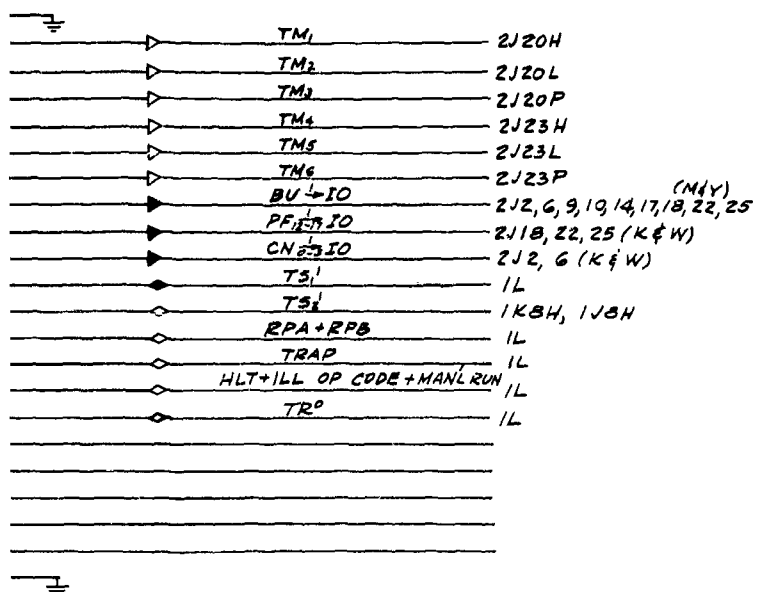 TM₁ 2J20H
TM₂ 2J20L
TM₃ 2J20P
TM₄ 2J23H
TM₅ 2J23L
TM₆ 2J23P
(M&Y)
BU →¹ IO 2J2, 6, 9, 10, 14, 17, 18, 22, 25
PF IO 2J18, 22, 25 (K & W)
CN IO 2J2, 6 (K & W)
TS₁' 1L
TS₂' 1K8H, 1J8H
RPA + RPB 1L
TRAP 1L
HLT + ILL OP CODE + MAN'L RUN 1L
TR⁰ 1L